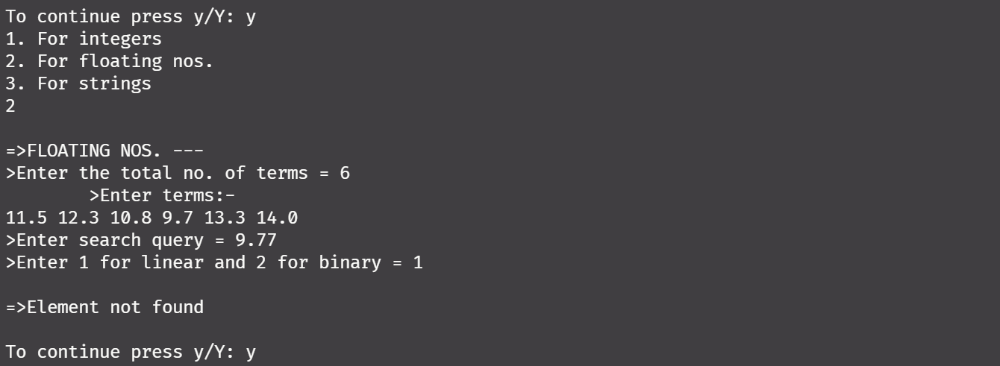 To continue press y/Y: y
1. For integers
2. For floating nos.
3. For strings
2
=>FLOATING NOS. ---
>Enter the total no. of terms = 6
>Enter terms:-
11.5 12.3 10.8 9.7 13.3 14.0
>Enter search query = 9.77
>Enter 1 for linear and 2 for binary = 1
=>Element not found
To continue press y/Y: y